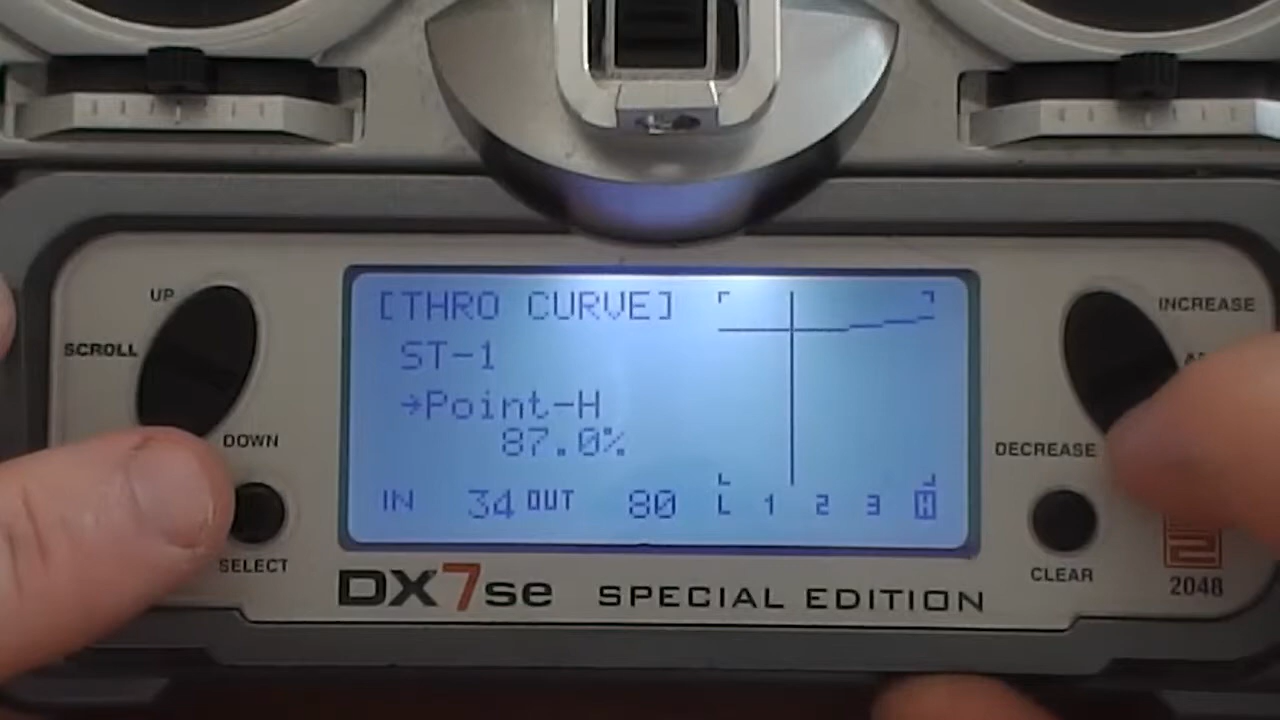 UP
SCROLL
DOWN
SELECT
[THRO CURVE]
ST-1
→Point-H
87.0%
IN 34 OUT 80 L 1 2 3 H
INCREASE
DECREASE
CLEAR
2048
DX7se SPECIAL EDITION